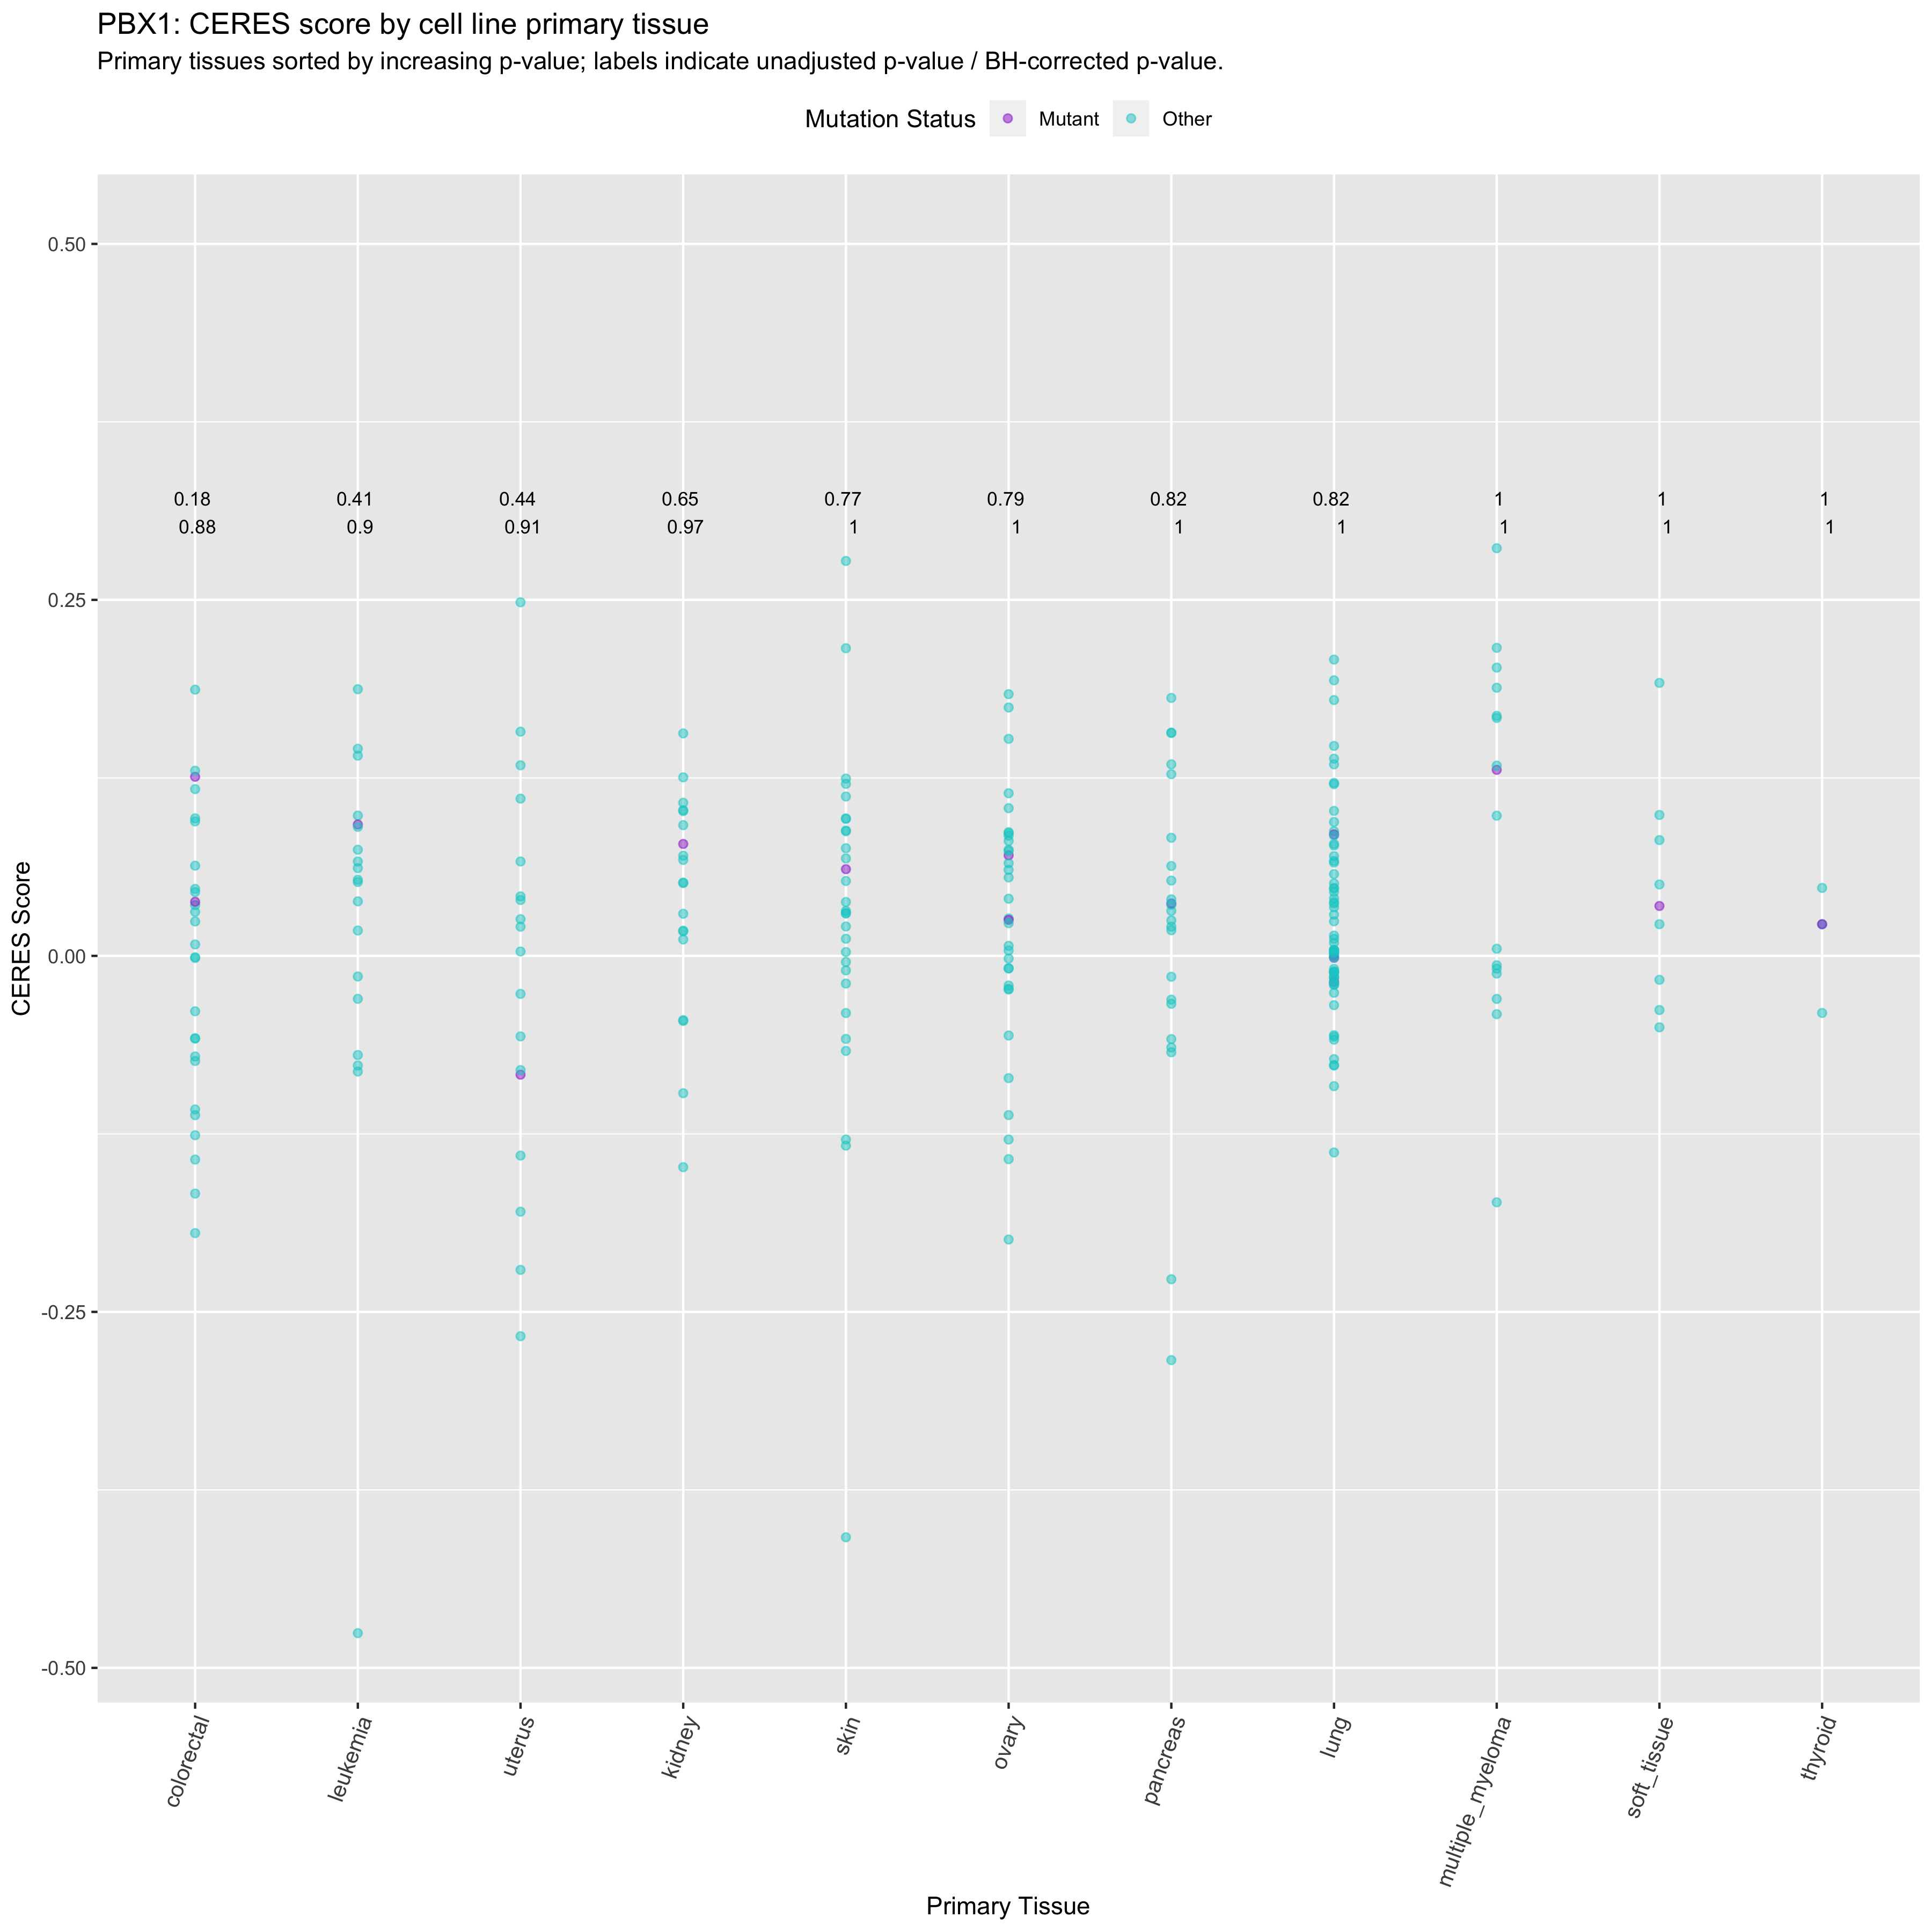 PBX1: CERES score by cell line primary tissue
Primary tissues sorted by increasing p-value; labels indicate unadjusted p-value / BH-corrected p-value.
Mutation Status Mutant Other
0.50
0.18 0.41 0.44 0.65 0.77 0.79 0.82 0.82 1 1 1
0.88 0.9 0.91 0.97 1 1 1 1 1 1 1
0.25
0.00
-0.25
-0.50
CERES Score
colorectal leukemia uterus kidney skin ovary pancreas lung multiple_myeloma soft_tissue thyroid
Primary Tissue